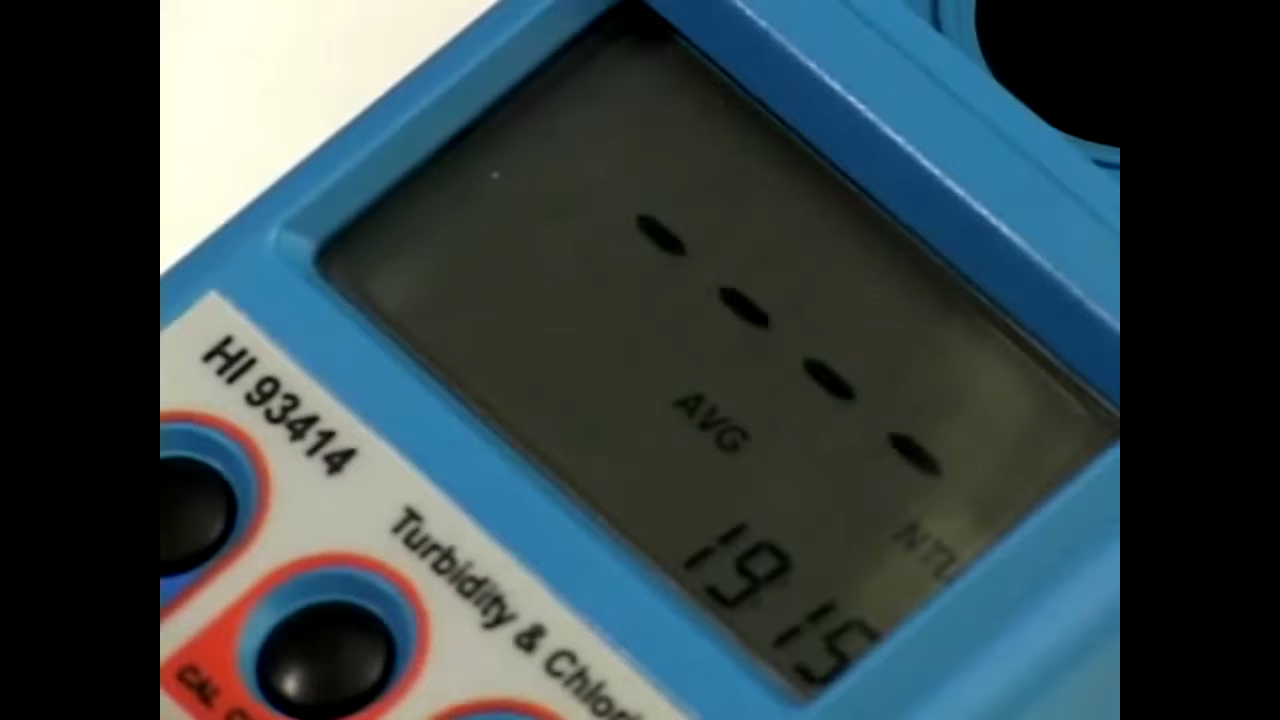 - - - -
AVG
NTU
19 15
HI 93414
Turbidity & Chlori
CAL